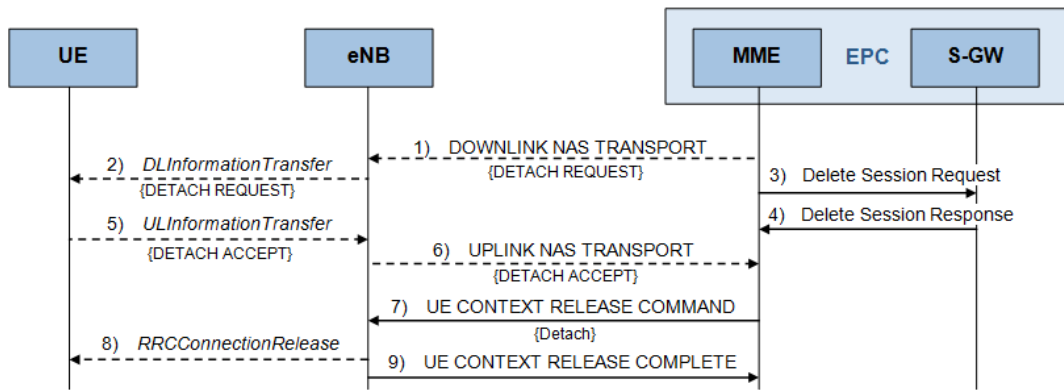 UE
eNB
MME
EPC
S-GW
1) DOWNLINK NAS TRANSPORT
{DETACH REQUEST}
2) DLInformationTransfer
{DETACH REQUEST}
3) Delete Session Request
4) Delete Session Response
5) ULInformationTransfer
{DETACH ACCEPT}
6) UPLINK NAS TRANSPORT
{DETACH ACCEPT}
7) UE CONTEXT RELEASE COMMAND
{Detach}
8) RRCConnectionRelease
9) UE CONTEXT RELEASE COMPLETE